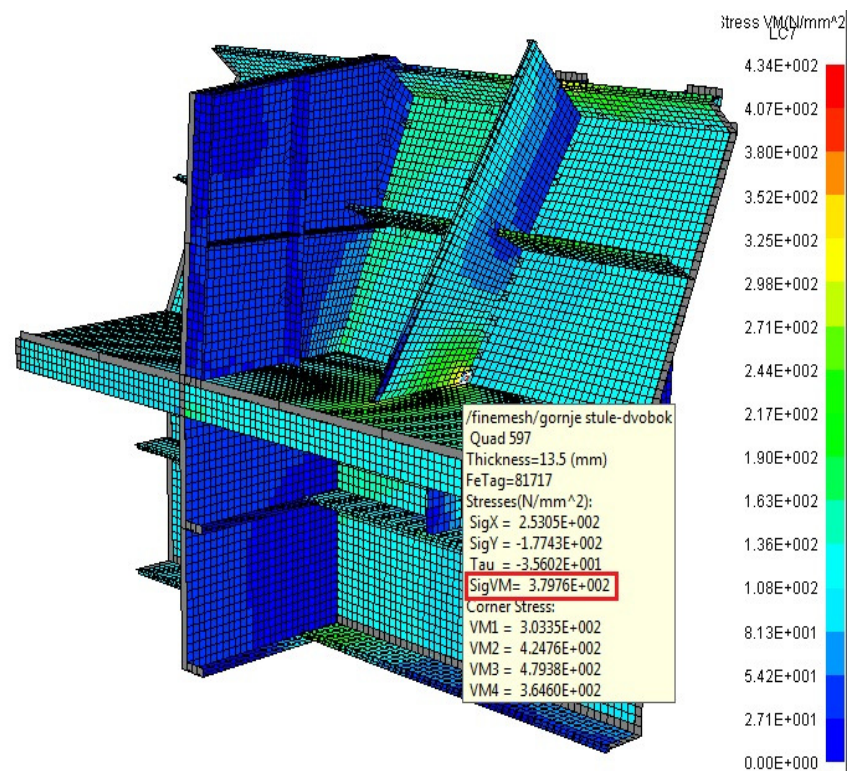 Stress VM(N/mm^2
LC7
4.34E+002
4.07E+002
3.80E+002
3.52E+002
3.25E+002
2.98E+002
2.71E+002
2.44E+002
2.17E+002
1.90E+002
1.63E+002
1.36E+002
1.08E+002
8.13E+001
5.42E+001
2.71E+001
0.00E+000
/finemesh/gornje stule-dvobok
Quad 597
Thickness=13.5 (mm)
FeTag=81717
Stresses(N/mm^2):
SigX = 2.5305E+002
SigY = -1.7743E+002
Tau = -3.5602E+001
SigVM= 3.7976E+002
Corner Stress:
VM1 = 3.0335E+002
VM2 = 4.2476E+002
VM3 = 4.7938E+002
VM4 = 3.6460E+002